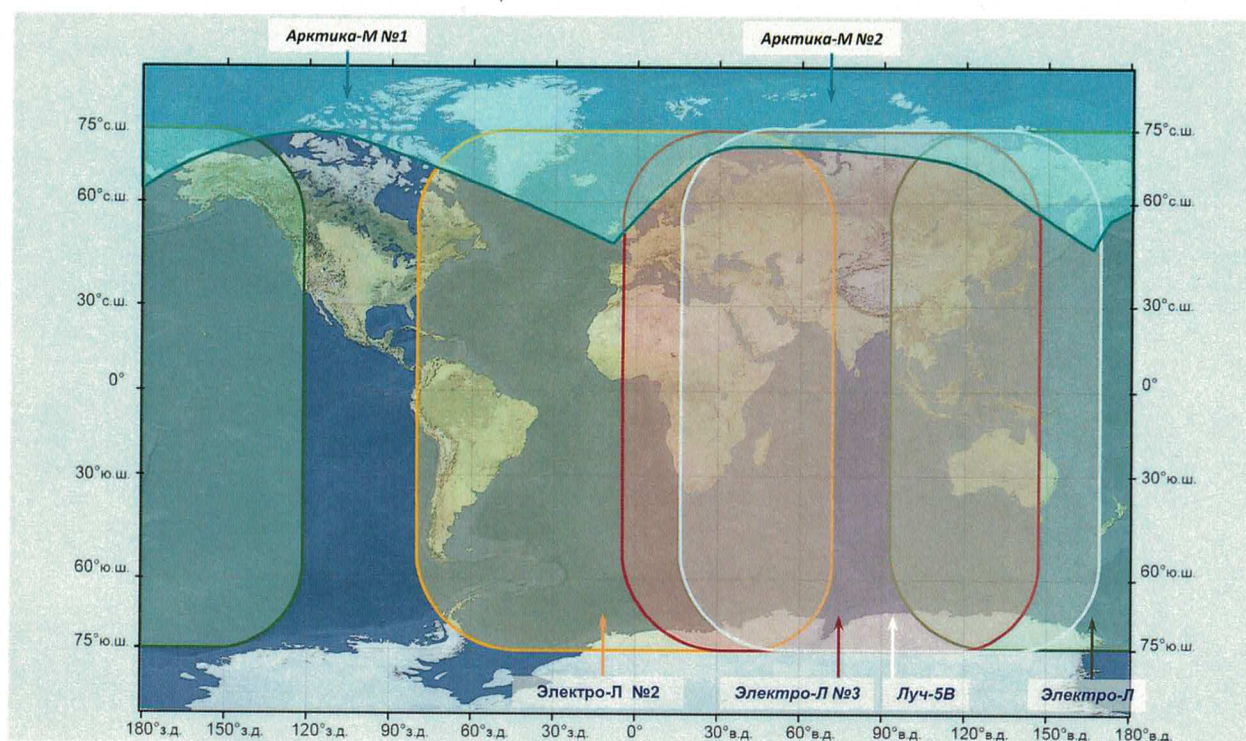 Арктика-М №1
Арктика-М №2
75°с.ш.
75°с.ш.
60°с.ш.
60°с.ш.
30°с.ш.
30°с.ш.
0°
0°
30°ю.ш.
30°ю.ш.
60°ю.ш.
60°ю.ш.
75°ю.ш.
75°ю.ш.
Электро-Л №2
Электро-Л №3
Луч-5В
Электро-Л
180°з.д.
150°з.д.
120°з.д.
90°з.д.
60°з.д.
30°з.д.
0°
30°в.д.
60°в.д.
90°в.д.
120°в.д.
150°в.д.
180°в.д.